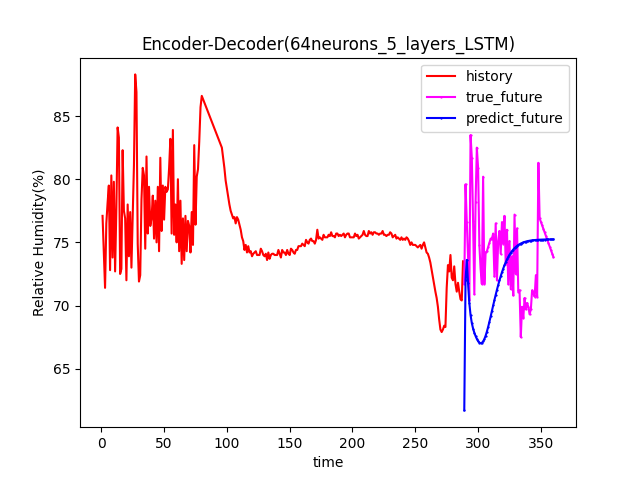 Encoder-Decoder(64neurons_5_layers_LSTM)
history
true_future
predict_future
Relative Humidity(%)
85
80
75
70
65
0 50 100 150 200 250 300 350
time